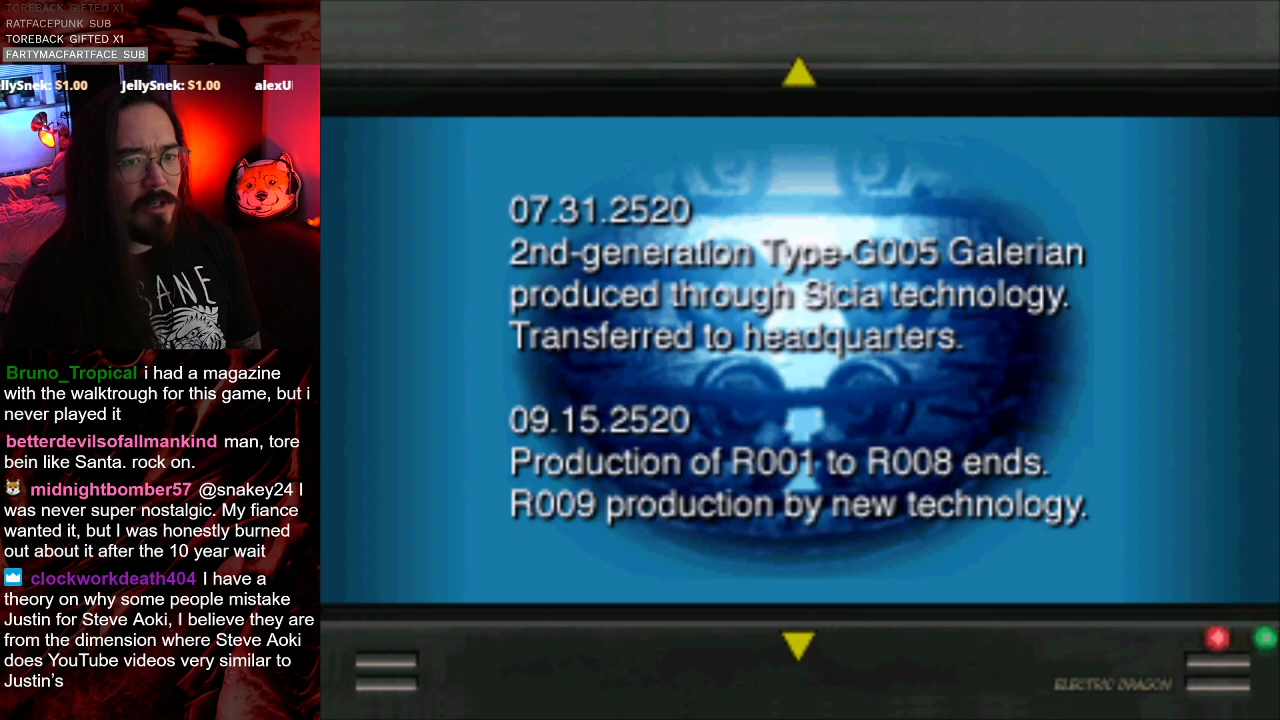 TOREBACK GIFTED X1
RATFACEPUNK SUB
TOREBACK GIFTED X1
FARTYMACFARTFACE SUB
ellySnek: $1.00 JellySnek: $1.00 alexU
SANE
Bruno_Tropical i had a magazine
with the walktrough for this game, but i
never played it
betterdevilsofallmankind man, tore
bein like Santa. rock on.
midnightbomber57 @snakey24 I
was never super nostalgic. My fiance
wanted it, but I was honestly burned
out about it after the 10 year wait
clockworkdeath404 I have a
theory on why some people mistake
Justin for Steve Aoki, I believe they are
from the dimension where Steve Aoki
does YouTube videos very similar to
Justin's
07.31.2520
2nd-generation Type-G005 Galerian
produced through Sicia technology.
Transferred to headquarters.
09.15.2520
Production of R001 to R008 ends.
R009 production by new technology.
ELECTRIC DRAGON